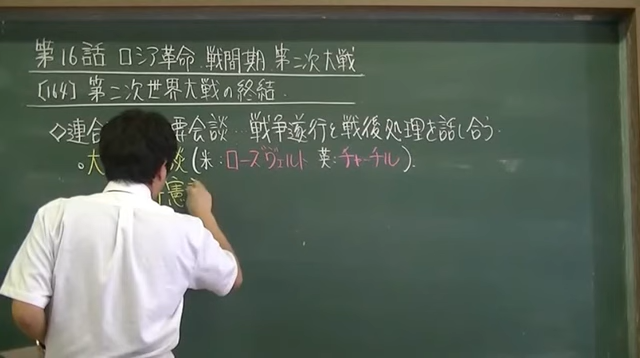 第16話 ロシア革命.戦間期 第二次大戦
〔164〕第二次世界大戦の終結.
◇連合 要会談…戦争遂行と戦後処理を話し合う.
○大 談(米:ローズヴェルト 英:チャーチル).
憲